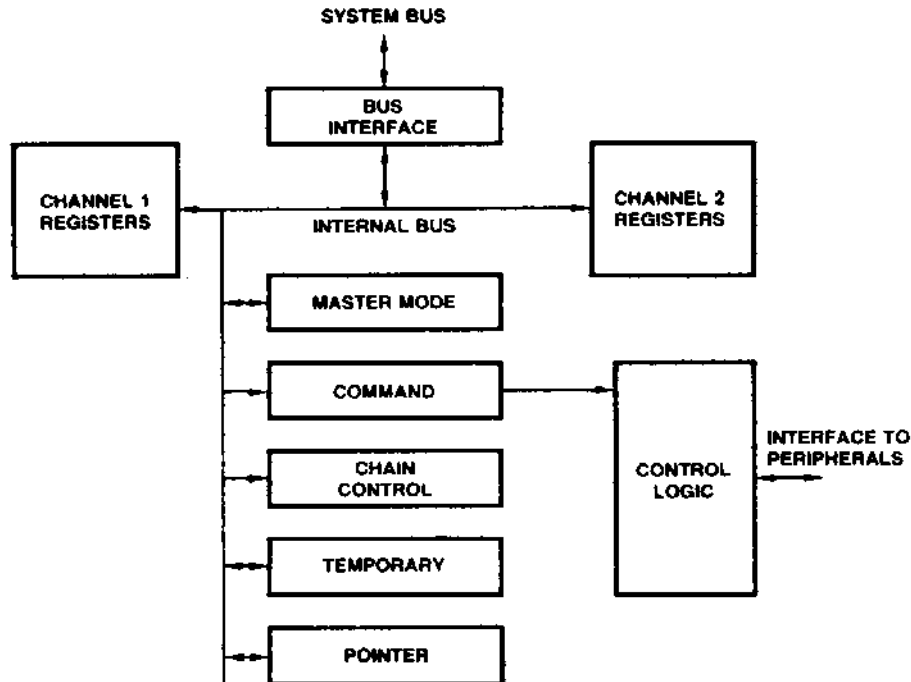 SYSTEM BUS
BUS
INTERFACE
CHANNEL 1
REGISTERS
CHANNEL 2
REGISTERS
INTERNAL BUS
MASTER MODE
COMMAND
CHAIN
CONTROL
CONTROL
LOGIC
INTERFACE TO
PERIPHERALS
TEMPORARY
POINTER